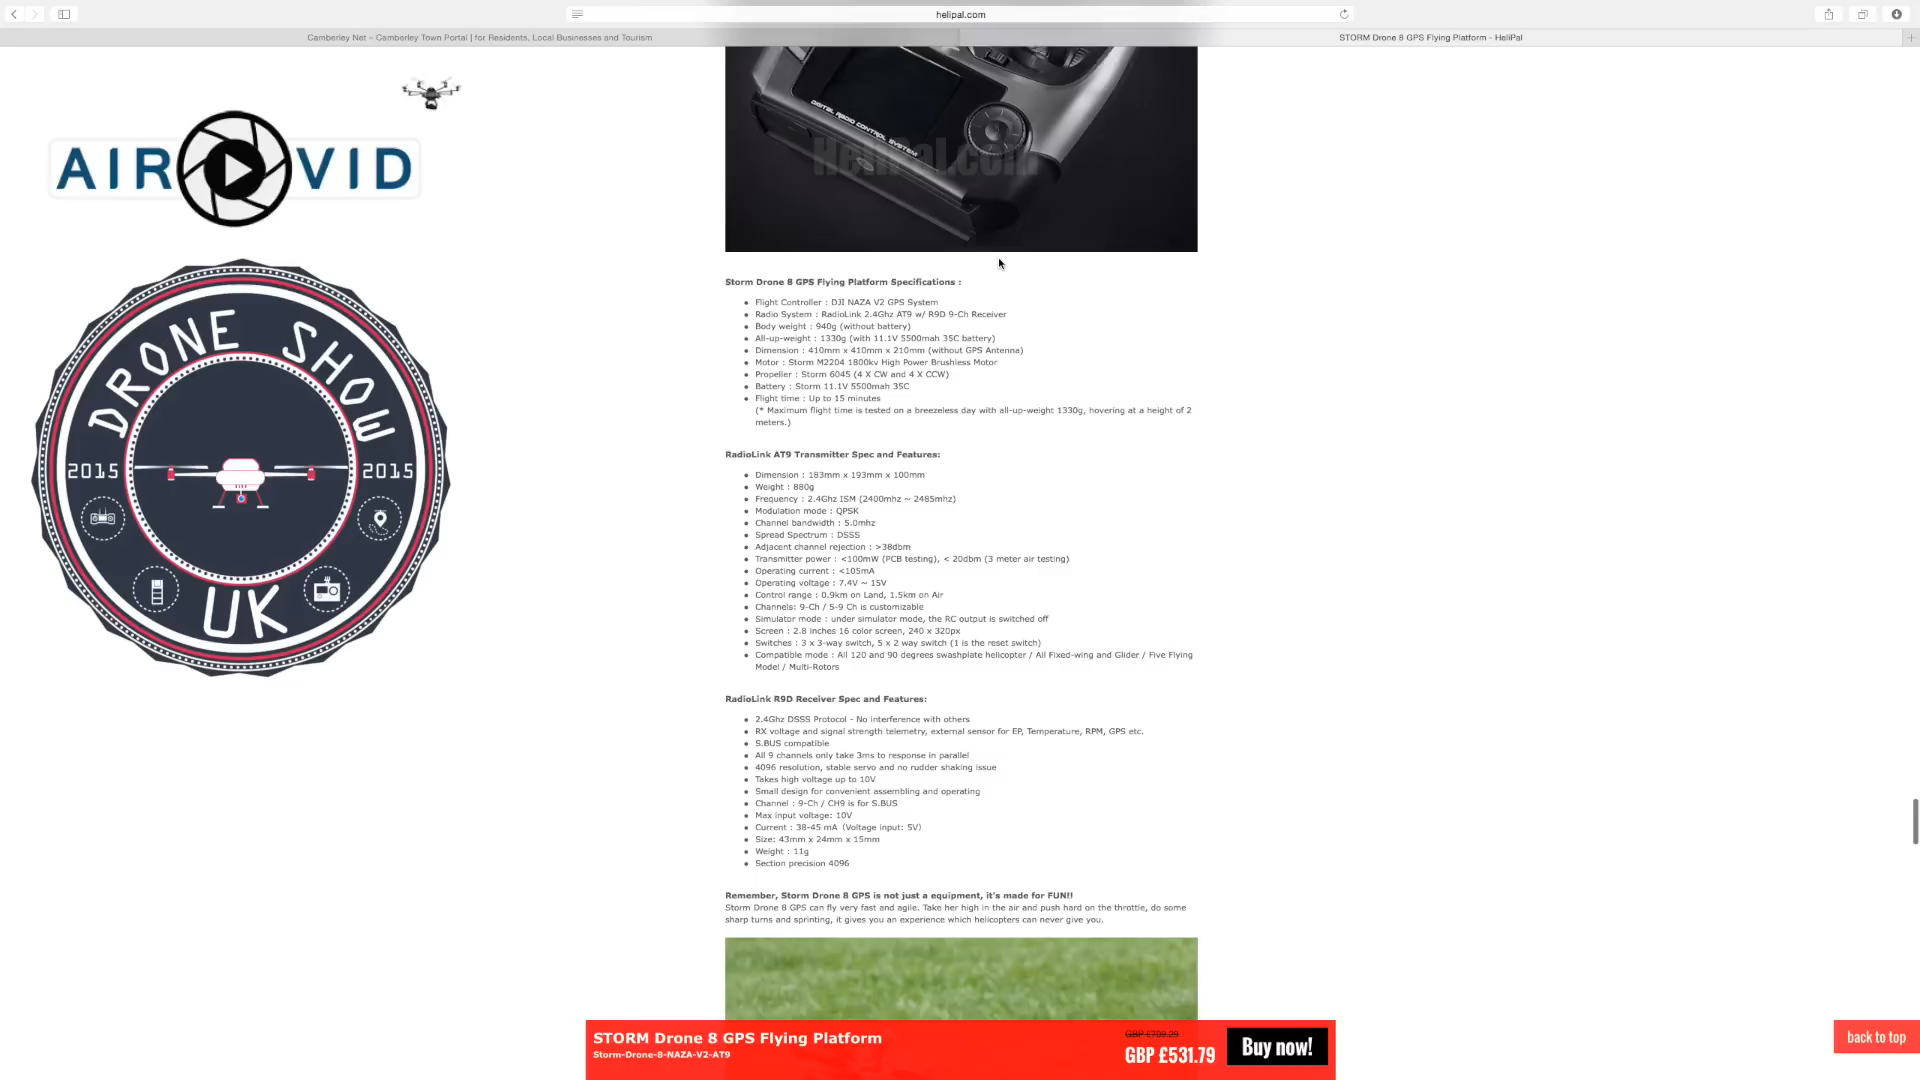 helipal.com
Camberley Net – Camberley Town Portal | for Residents, Local Businesses and Tourism
STORM Drone 8 GPS Flying Platform - HeliPal
AIR VID
DRONE SHOW
2015 2015
UK
DIGITAL RADIO CONTROL SYSTEM
HeliPal.com
Storm Drone 8 GPS Flying Platform Specifications :
Flight Controller : DJI NAZA V2 GPS System
Radio System : RadioLink 2.4Ghz AT9 w/ R9D 9-Ch Receiver
Body weight : 940g (without battery)
All-up-weight : 1330g (with 11.1V 5500mah 35C battery)
Dimension : 410mm x 410mm x 210mm (without GPS Antenna)
Motor : Storm M2204 1800kv High Power Brushless Motor
Propeller : Storm 6045 (4 X CW and 4 X CCW)
Battery : Storm 11.1V 5500mah 35C
Flight time : Up to 15 minutes
(* Maximum flight time is tested on a breezeless day with all-up-weight 1330g, hovering at a height of 2
meters.)
RadioLink AT9 Transmitter Spec and Features:
Dimension : 183mm x 193mm x 100mm
Weight : 880g
Frequency : 2.4Ghz ISM (2400mhz ~ 2485mhz)
Modulation mode : QPSK
Channel bandwidth : 5.0mhz
Spread Spectrum : DSSS
Adjacent channel rejection : >38dbm
Transmitter power : <100mW (PCB testing), < 20dbm (3 meter air testing)
Operating current : <105mA
Operating voltage : 7.4V ~ 15V
Control range : 0.9km on Land, 1.5km on Air
Channels: 9-Ch / 5-9 Ch is customizable
Simulator mode : under simulator mode, the RC output is switched off
Screen : 2.8 inches 16 color screen, 240 x 320px
Switches : 3 x 3-way switch, 5 x 2 way switch (1 is the reset switch)
Compatible mode : All 120 and 90 degrees swashplate helicopter / All Fixed-wing and Glider / Five Flying
Model / Multi-Rotors
RadioLink R9D Receiver Spec and Features:
2.4Ghz DSSS Protocol - No interference with others
RX voltage and signal strength telemetry, external sensor for EP, Temperature, RPM, GPS etc.
S.BUS compatible
All 9 channels only take 3ms to response in parallel
4096 resolution, stable servo and no rudder shaking issue
Takes high voltage up to 10V
Small design for convenient assembling and operating
Channel : 9-Ch / CH9 is for S.BUS
Max input voltage: 10V
Current : 38-45 mA (Voltage input: 5V)
Size: 43mm x 24mm x 15mm
Weight : 11g
Section precision 4096
Remember, Storm Drone 8 GPS is not just a equipment, it's made for FUN!!
Storm Drone 8 GPS can fly very fast and agile. Take her high in the air and push hard on the throttle, do some
sharp turns and sprinting, it gives you an experience which helicopters can never give you.
STORM Drone 8 GPS Flying Platform
Storm-Drone-8-NAZA-V2-AT9
GBP £709.29
GBP £531.79
Buy now!
back to top